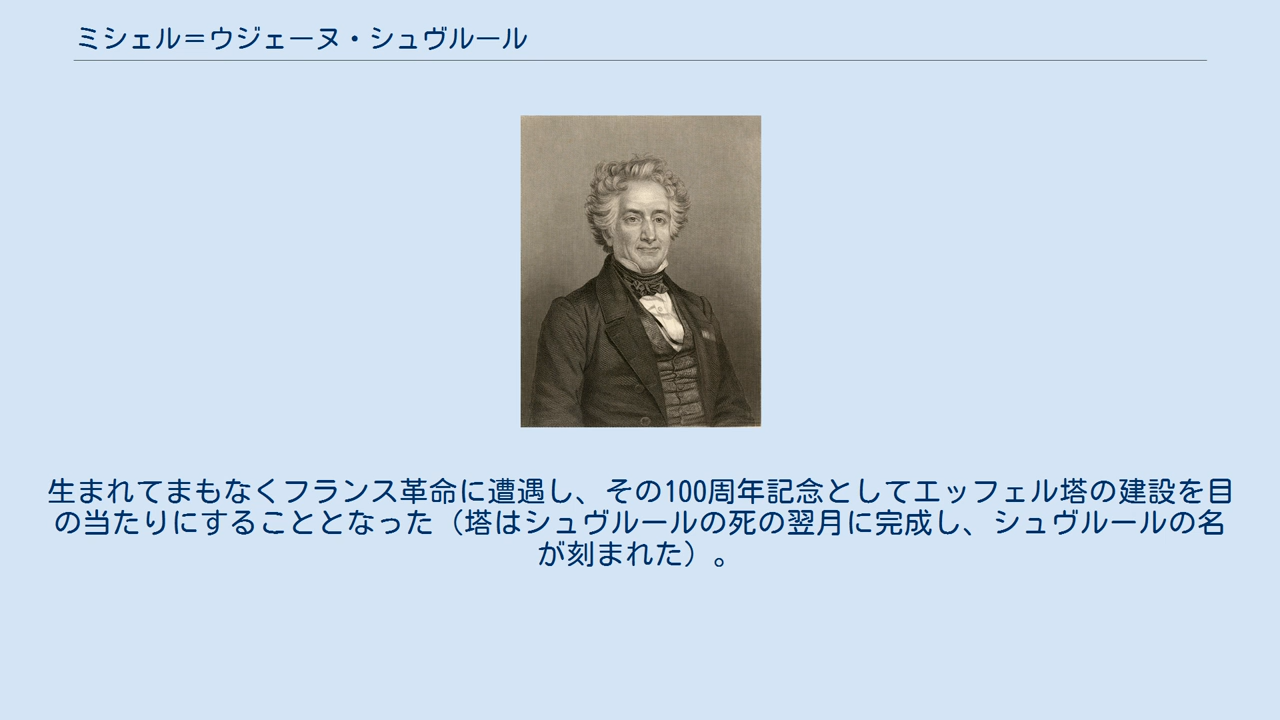 ミシェル＝ウジェーヌ・シュヴルール
生まれてまもなくフランス革命に遭遇し、その100周年記念としてエッフェル塔の建設を目
の当たりにすることとなった（塔はシュヴルールの死の翌月に完成し、シュヴルールの名
が刻まれた）。